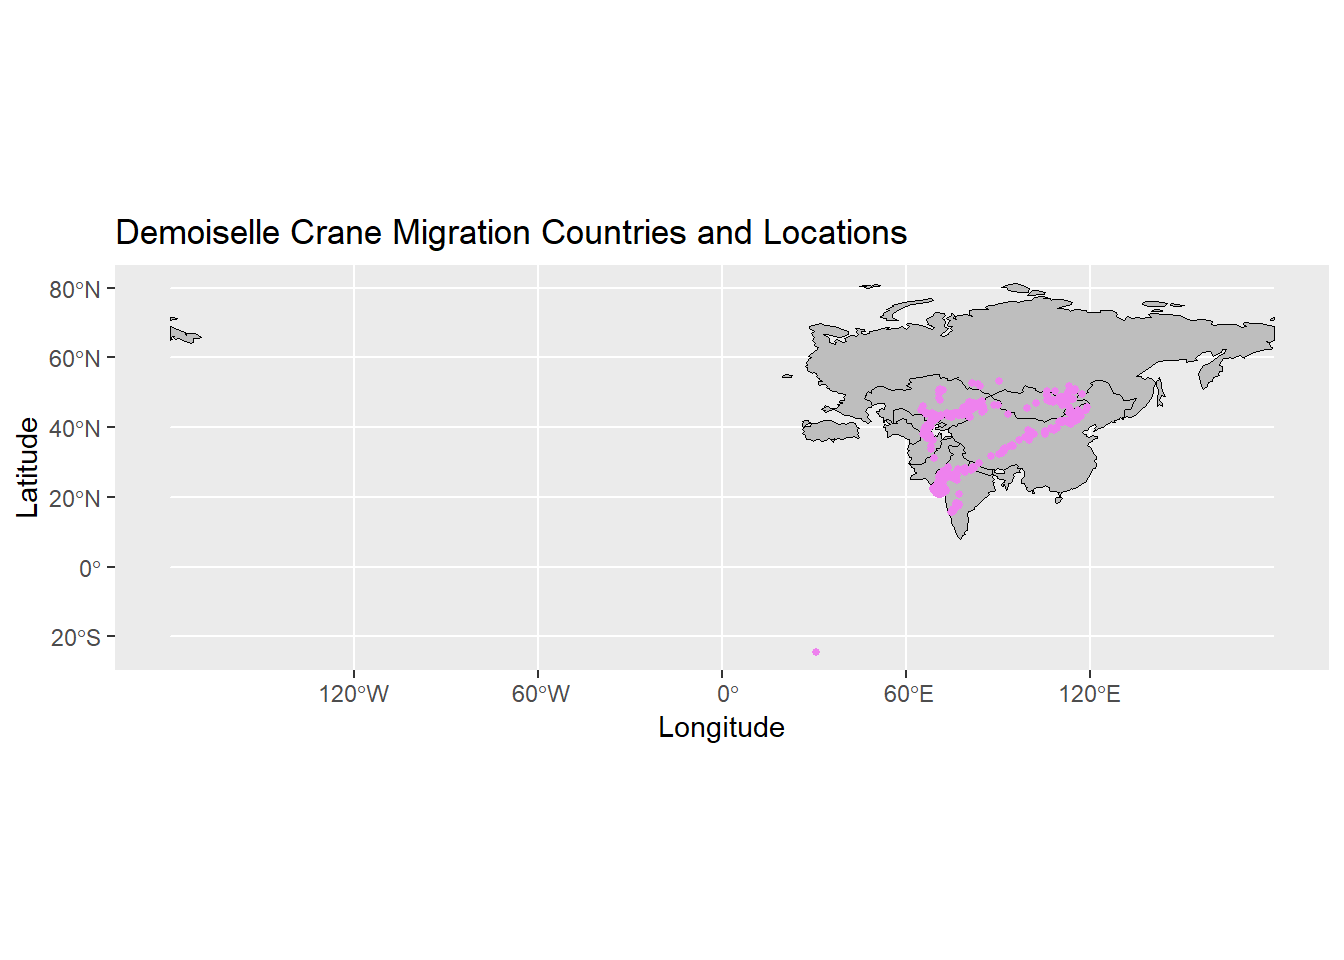 Demoiselle Crane Migration Countries and Locations
80°N
60°N
40°N
20°N
0°
20°S
Latitude
120°W
60°W
0°
60°E
120°E
Longitude